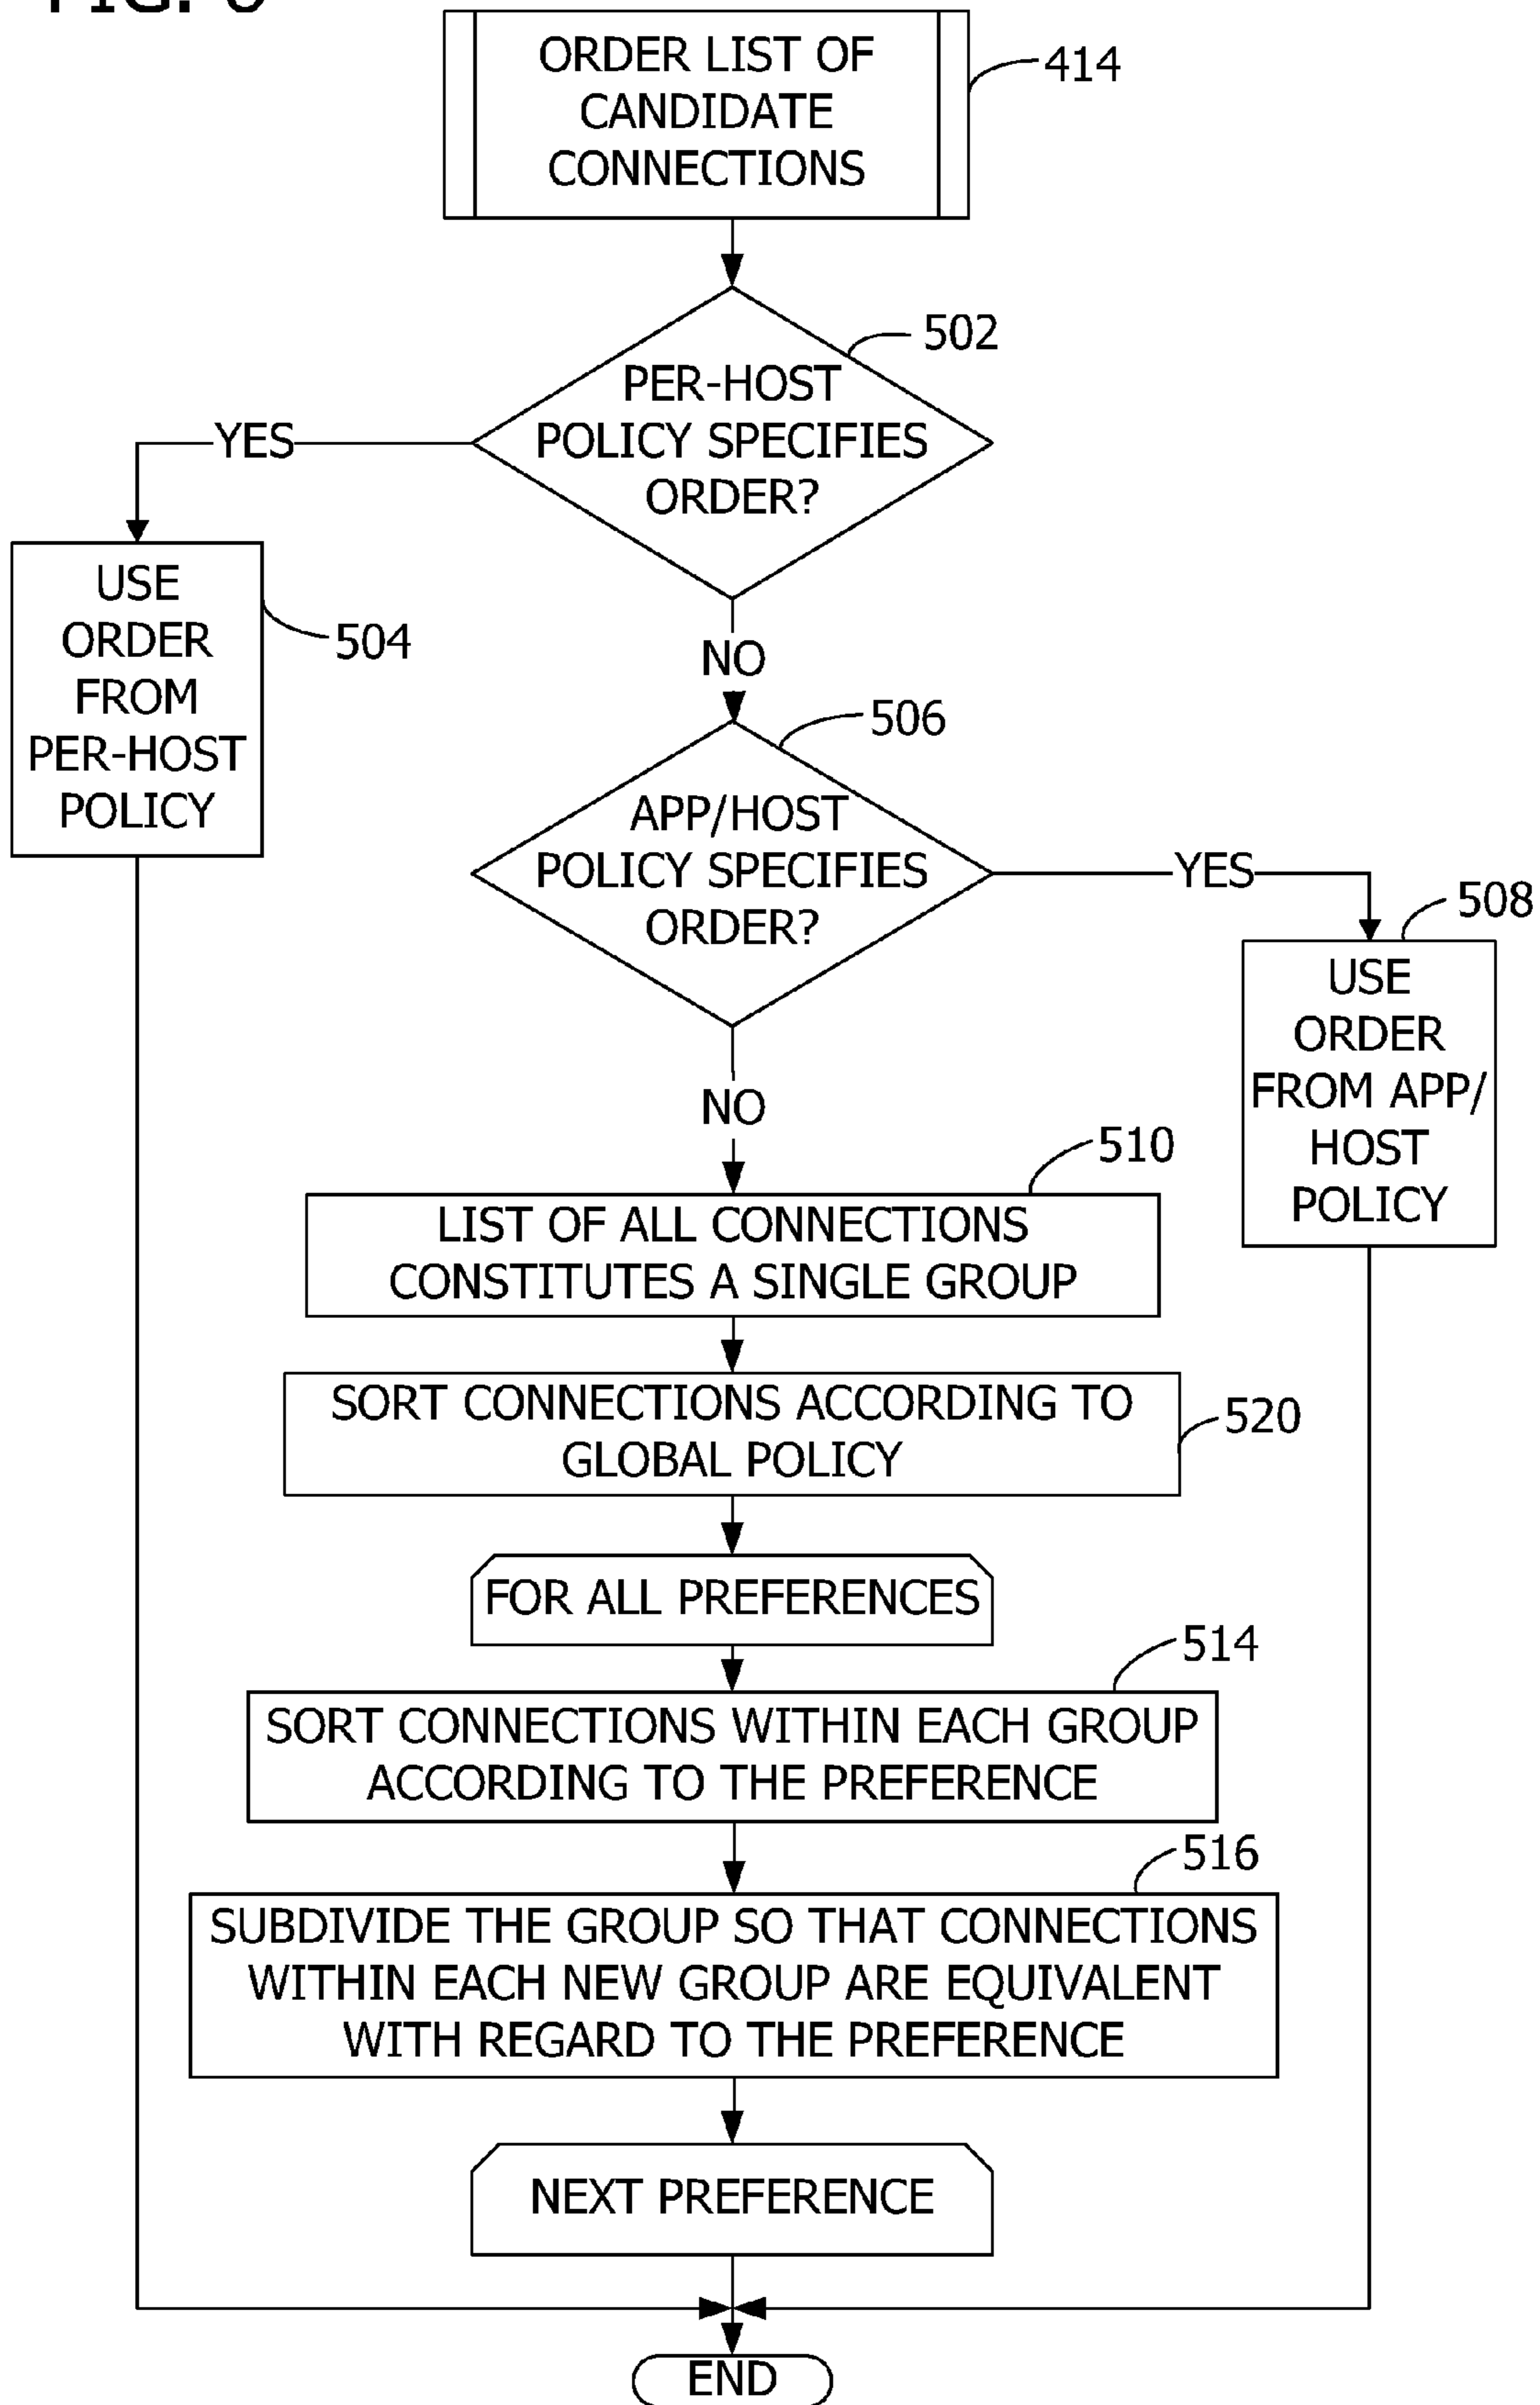 FIG.
ORDER LIST OF
CANDIDATE
CONNECTIONS
414
502
PER-HOST
POLICY SPECIFIES
ORDER?
YES
USE
ORDER
FROM
PER-HOST
POLICY
504
NO
506
APP/HOST
POLICY SPECIFIES
ORDER?
YES
508
USE
ORDER
FROM APP/
HOST
POLICY
NO
510
LIST OF ALL CONNECTIONS
CONSTITUTES A SINGLE GROUP
SORT CONNECTIONS ACCORDING TO
GLOBAL POLICY
520
FOR ALL PREFERENCES
514
SORT CONNECTIONS WITHIN EACH GROUP
ACCORDING TO THE PREFERENCE
516
SUBDIVIDE THE GROUP SO THAT CONNECTIONS
WITHIN EACH NEW GROUP ARE EQUIVALENT
WITH REGARD TO THE PREFERENCE
NEXT PREFERENCE
END